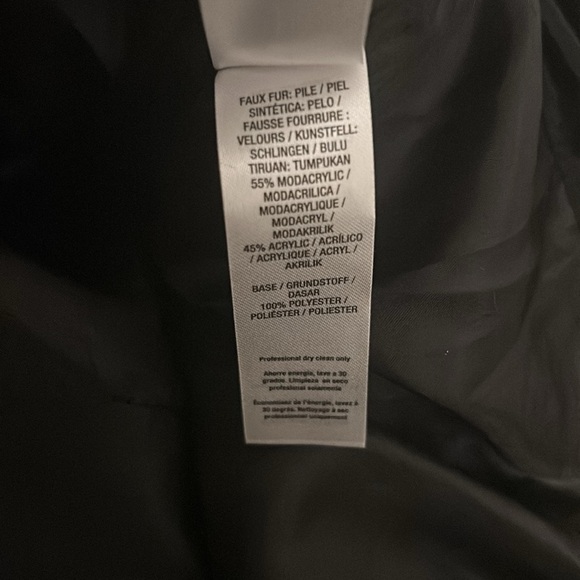 FAUX FUR: PILE / PIEL
SINTÉTICA: PELO /
FAUSSE FOURRURE :
VELOURS / KUNSTFELL:
SCHLINGEN / BULU
TIRUAN: TUMPUKAN
55% MODACRYLIC /
MODACRILICA /
MODACRYLIQUE /
MODACRYL /
MODAKRILIK
45% ACRYLIC / ACRÍLICO
/ ACRYLIQUE / ACRYL /
AKRILIK
BASE / GRUNDSTOFF /
DASAR
100% POLYESTER /
POLIÉSTER / POLIESTER
Professional dry clean only
Ahorre energía, lave a 30
grados. Limpieza en seco
profesional solamente
Économisez de l'énergie, lavez à
30 degrés. Nettoyage à sec
professionnel uniquement